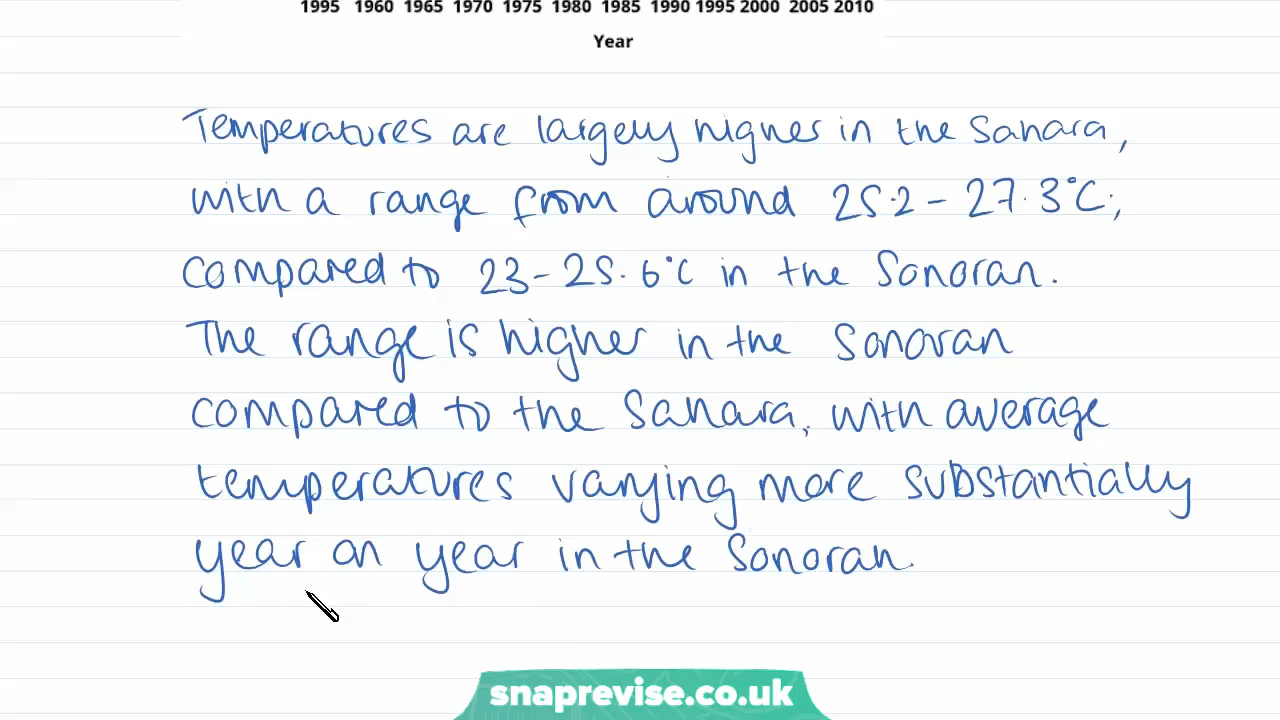 1995 1960 1965 1970 1975 1980 1985 1990 1995 2000 2005 2010
Year
Temperatures are largely higher in the Sahara,
with a range from around 25.2 - 27.3°C,
compared to 23 - 25.6°C in the Sonoran.
The range is higher in the Sonoran
compared to the Sahara, with average
temperatures varying more substantially
year on year in the Sonoran.
snaprevise.co.uk